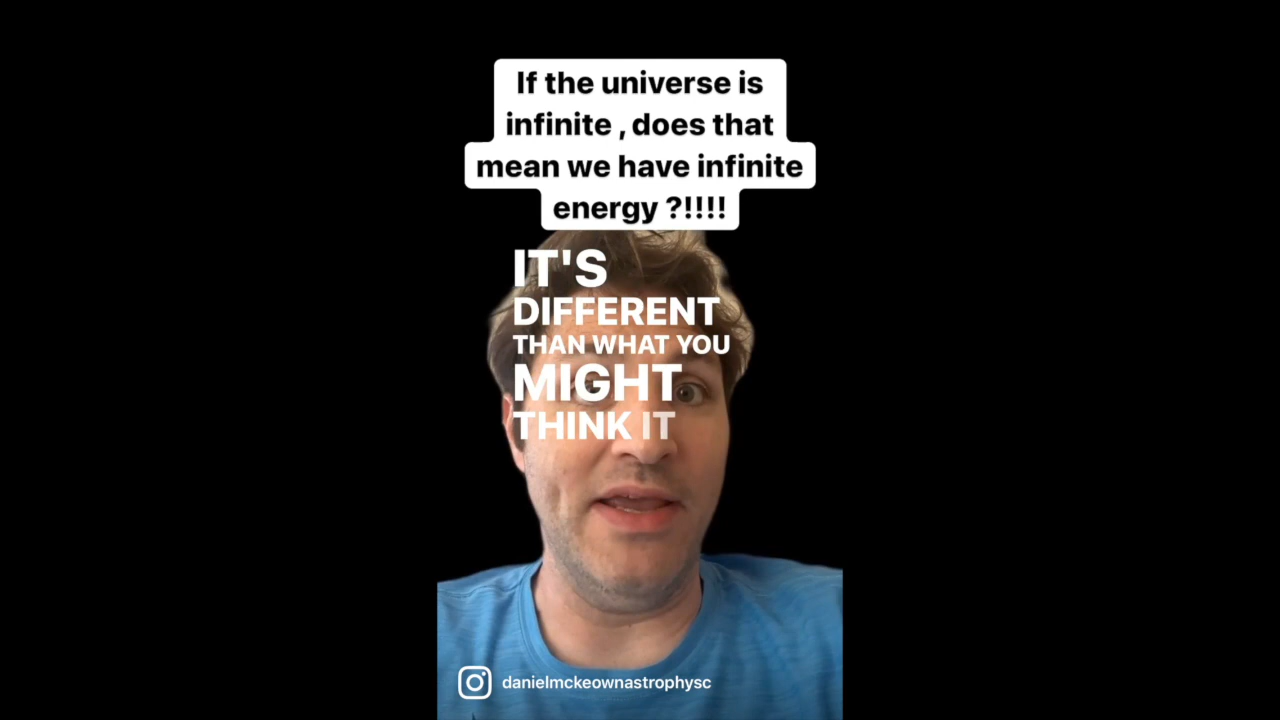 If the universe is
infinite , does that
mean we have infinite
energy ?!!!!
IT'S
DIFFERENT
THAN WHAT YOU
MIGHT
THINK IT
danielmckeownastrophysc